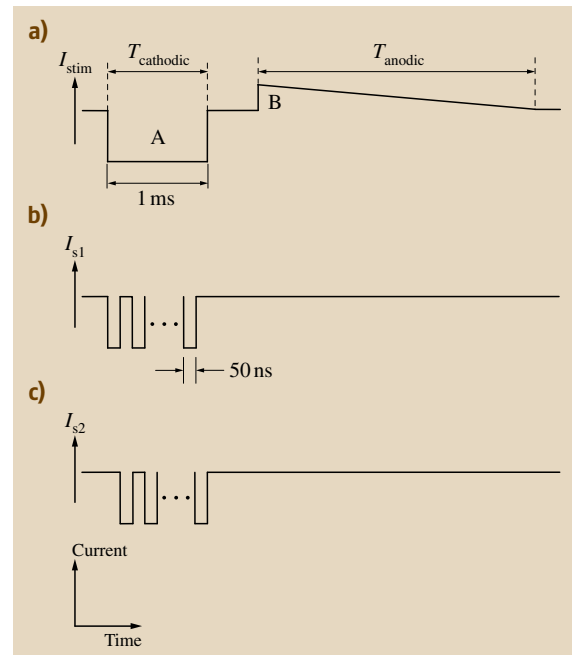 a)
I_stim
T_cathodic
T_anodic
A
B
1 ms
b)
I_s1
50 ns
c)
I_s2
Current
Time